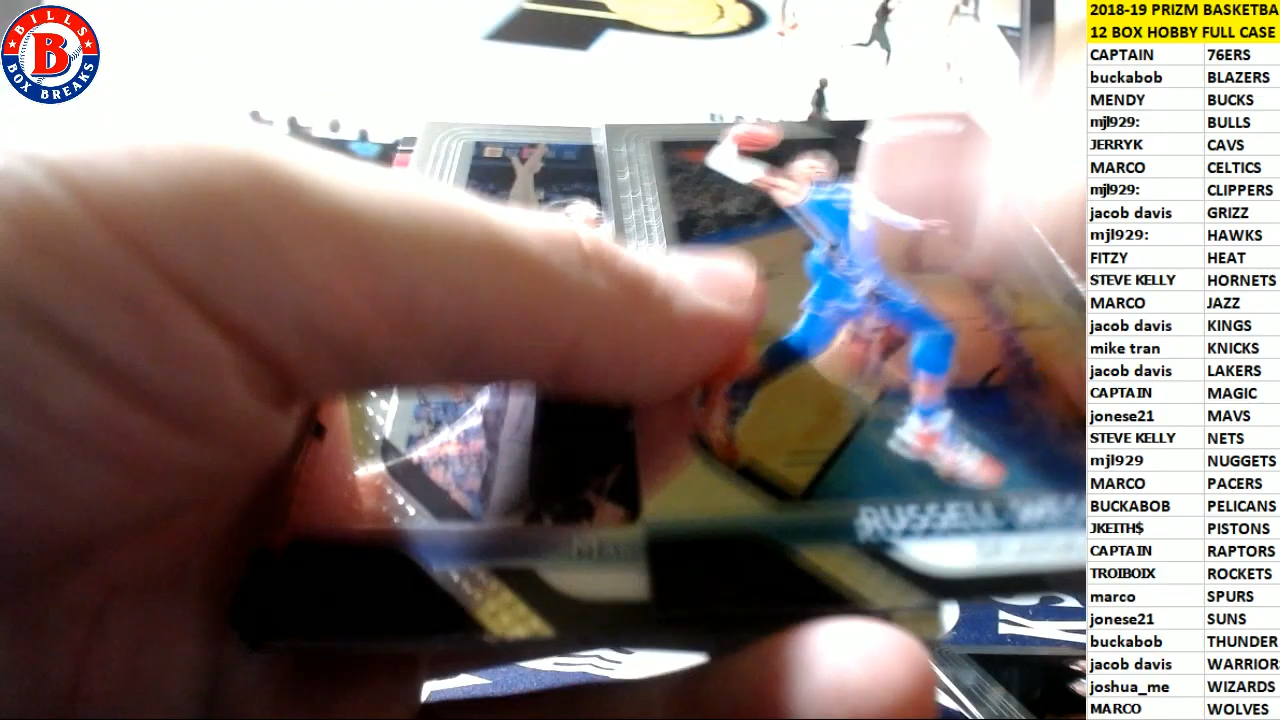 BILL'S
B
BOX BREAKS
2018-19 PRIZM BASKETBA
12 BOX HOBBY FULL CASE
CAPTAIN 76ERS
buckabob BLAZERS
MENDY BUCKS
mjl929: BULLS
JERRYK CAVS
MARCO CELTICS
mjl929: CLIPPERS
jacob davis GRIZZ
mjl929: HAWKS
FITZY HEAT
STEVE KELLY HORNETS
MARCO JAZZ
jacob davis KINGS
mike tran KNICKS
jacob davis LAKERS
CAPTAIN MAGIC
jonese21 MAVS
STEVE KELLY NETS
mjl929 NUGGETS
MARCO PACERS
BUCKABOB PELICANS
JKEITH$ PISTONS
CAPTAIN RAPTORS
TROIBOIX ROCKETS
marco SPURS
jonese21 SUNS
buckabob THUNDER
jacob davis WARRIORS
joshua_me WIZARDS
MARCO WOLVES
RUSSELL